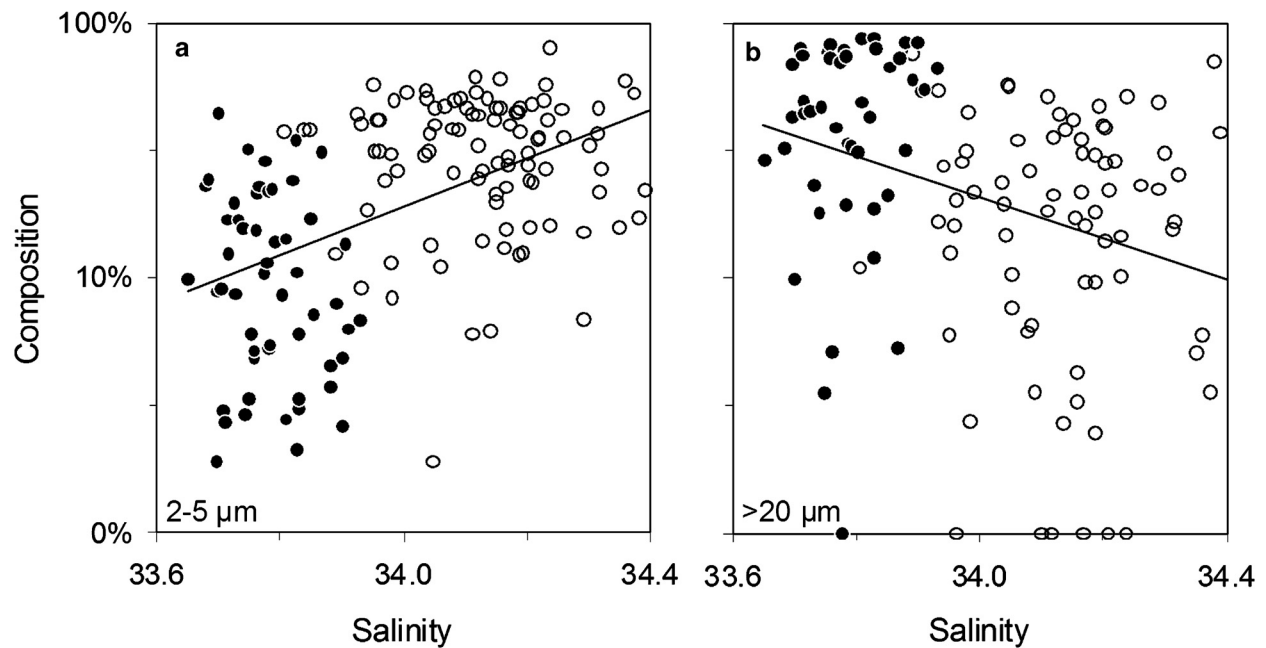 100%
10%
0%
Composition
a
2-5 µm
33.6
34.0
34.4
Salinity
b
>20 µm
33.6
34.0
34.4
Salinity